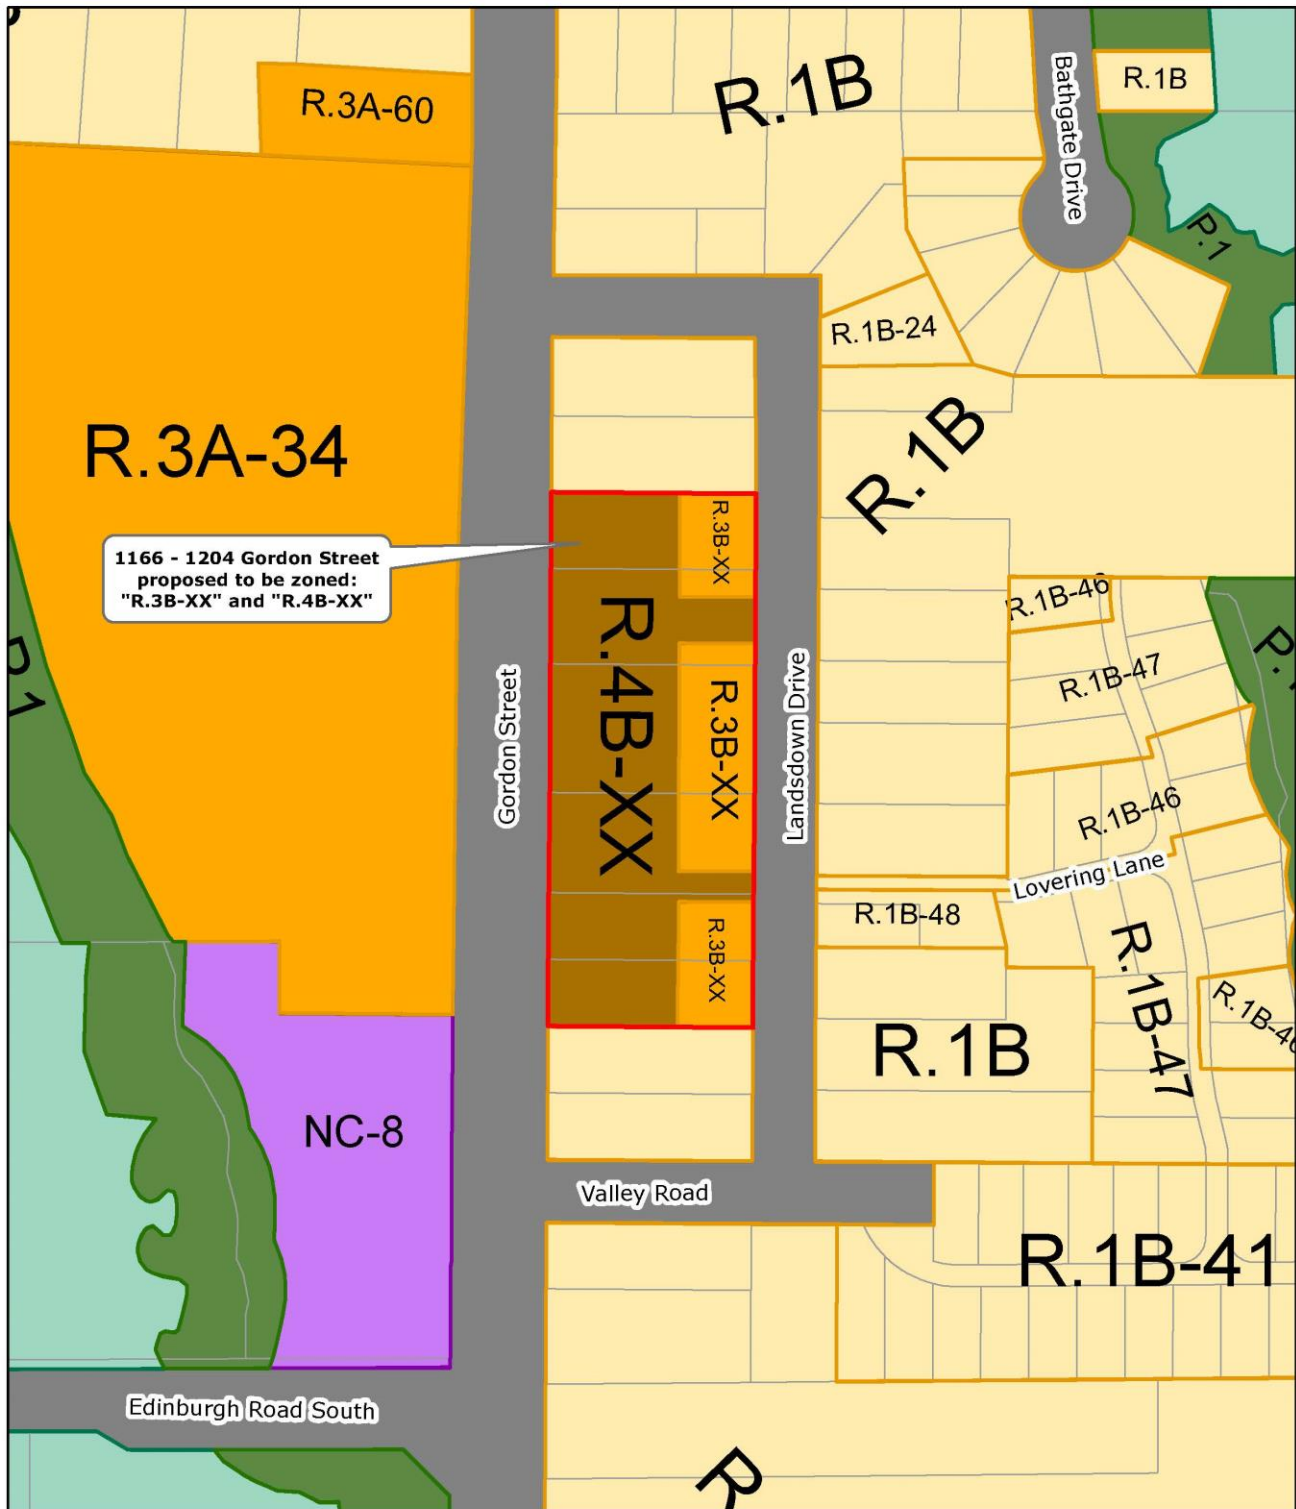 R.3A-60
R.1B
Bathgate Drive
R.1B
P.1
R.1B-24
R.3A-34
R.1B
1166 - 1204 Gordon Street
proposed to be zoned:
"R.3B-XX" and "R.4B-XX"
R.3B-XX
R.4B-XX
R.3B-XX
R.3B-XX
Gordon Street
Landsdown Drive
R.1B-46
R.1B-47
P.1
R.1B-46
Lovering Lane
R.1B-48
R.1B-47
R.1B-46
R.1B
NC-8
Valley Road
R.1B-41
Edinburgh Road South
R